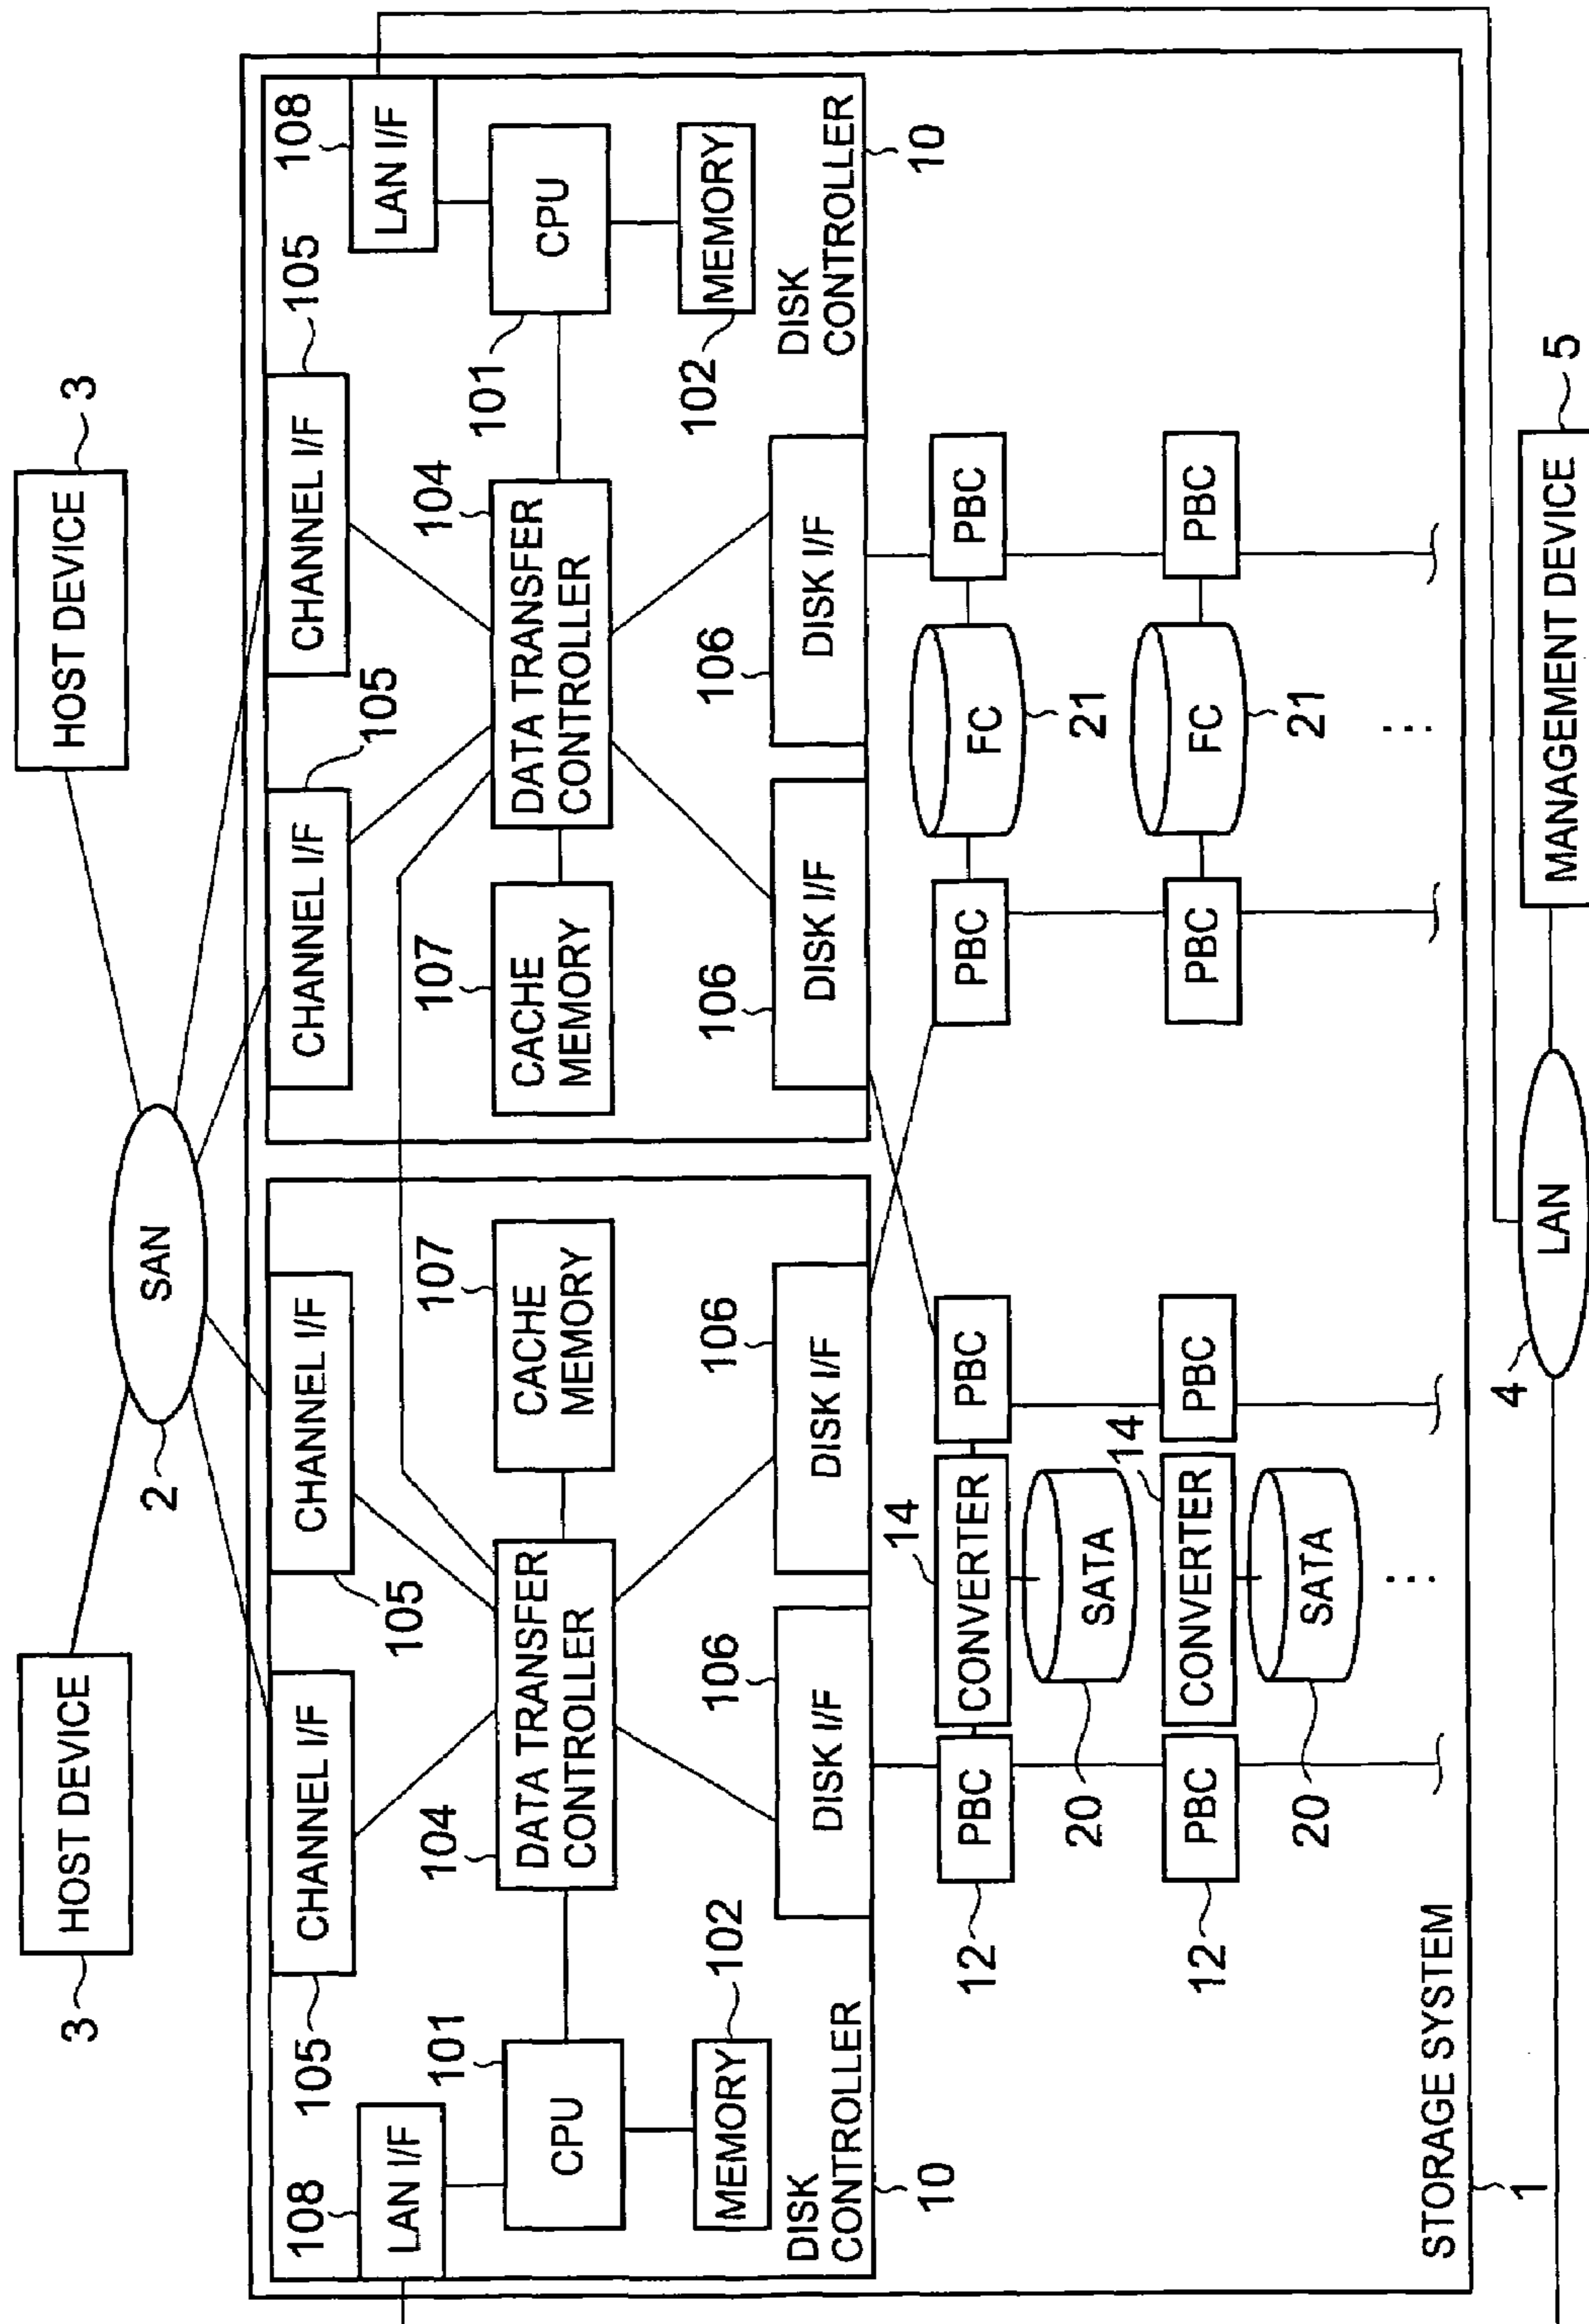 3
HOST DEVICE
HOST DEVICE
3
SAN
2
108
LAN I/F
105
CHANNEL I/F
105
CHANNEL I/F
105
CHANNEL I/F
105
CHANNEL I/F
108
LAN I/F
101
CPU
104
DATA TRANSFER
CONTROLLER
107
CACHE
MEMORY
107
CACHE
MEMORY
104
DATA TRANSFER
CONTROLLER
101
CPU
102
MEMORY
102
MEMORY
DISK
CONTROLLER
106
DISK I/F
106
DISK I/F
106
DISK I/F
106
DISK I/F
DISK
CONTROLLER
10
10
12
PBC
14
CONVERTER
PBC
PBC
FC
PBC
20
SATA
21
12
PBC
14
CONVERTER
PBC
PBC
FC
PBC
20
SATA
21
...
...
STORAGE SYSTEM
1
4
LAN
MANAGEMENT DEVICE
5